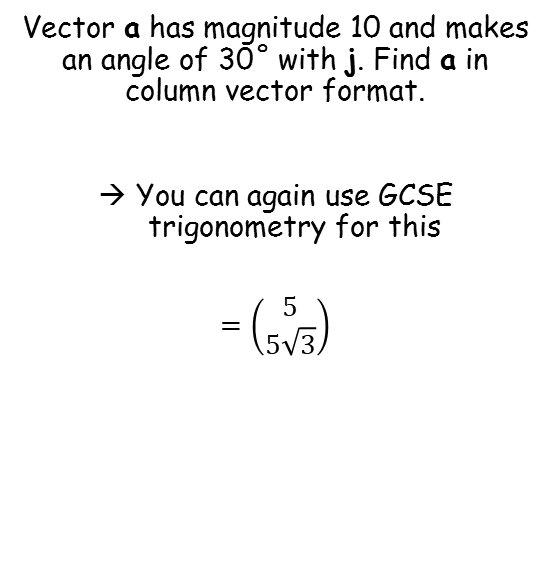 Vector a has magnitude 10 and makes
an angle of 30° with j. Find a in
column vector format.
→ You can again use GCSE
trigonometry for this
= (5
5√3)